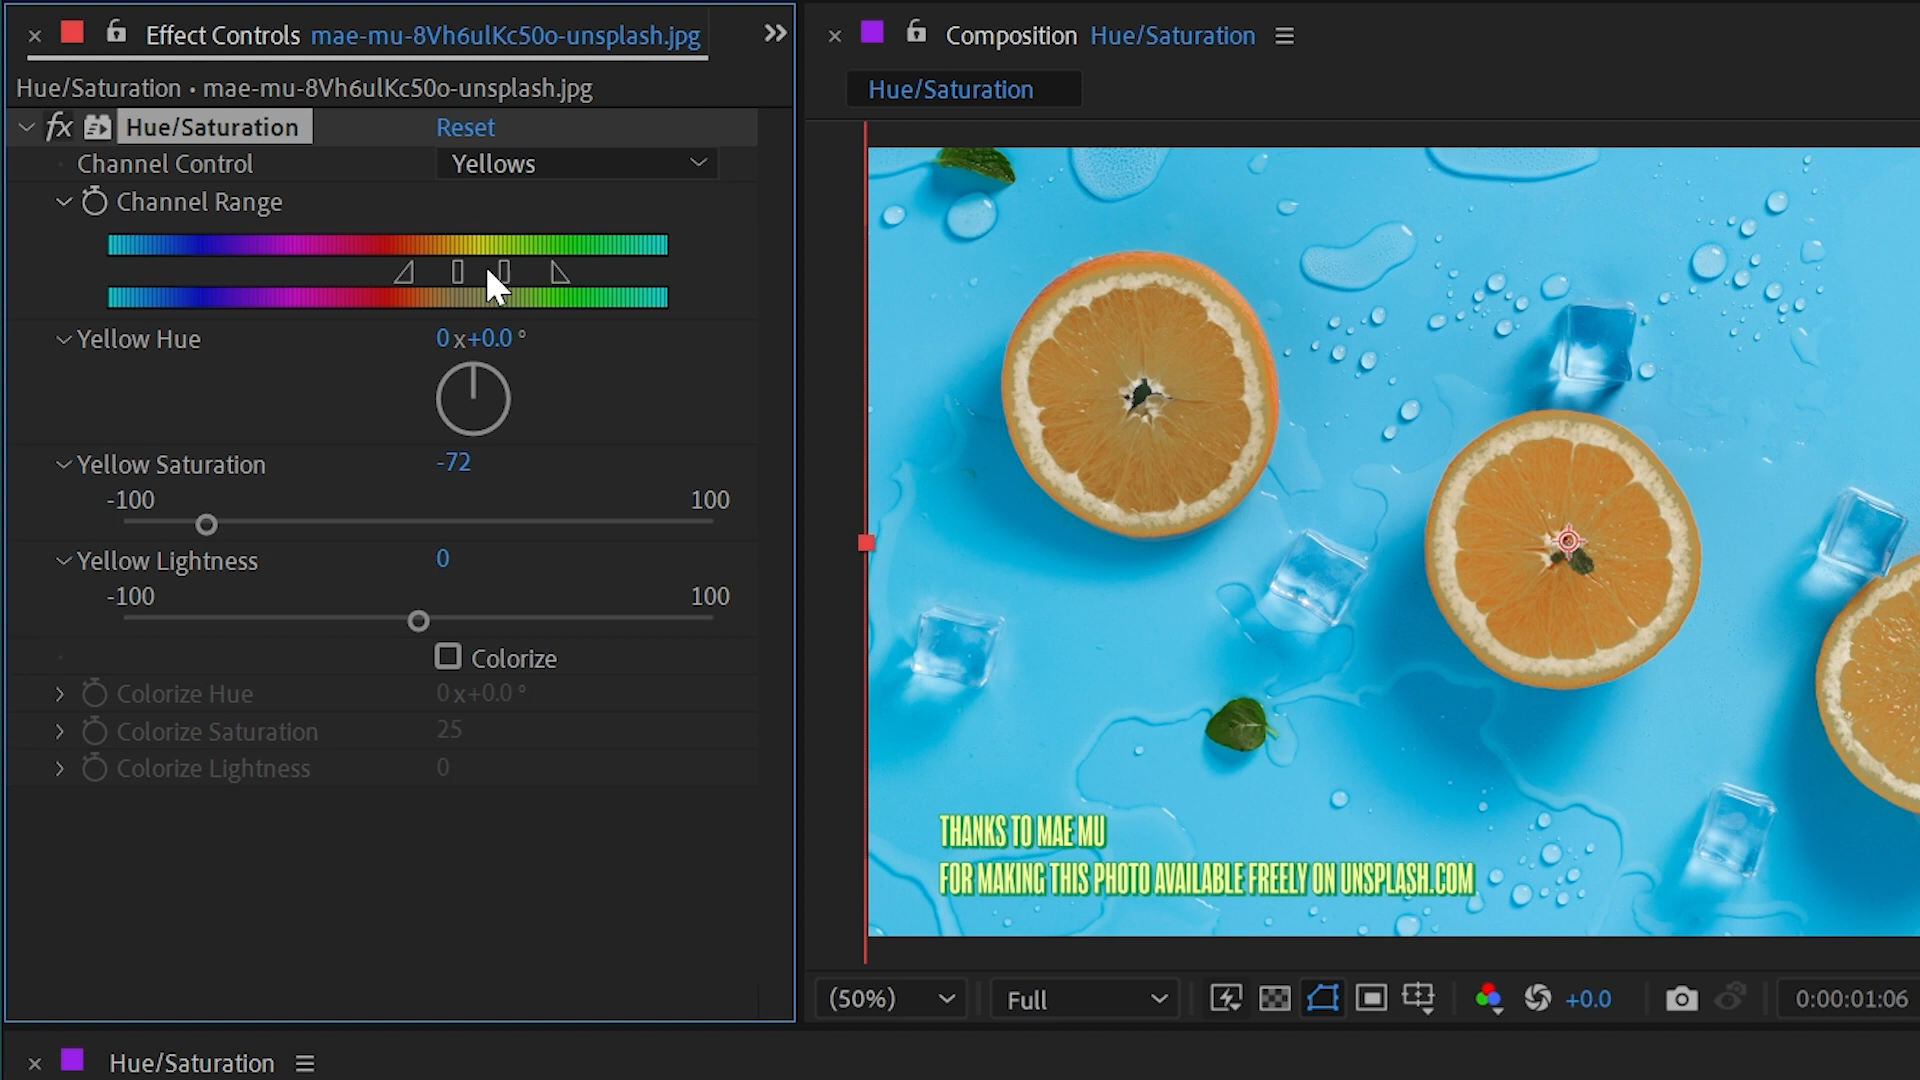 Effect Controls mae-mu-8Vh6ulKc50o-unsplash.jpg
Hue/Saturation • mae-mu-8Vh6ulKc50o-unsplash.jpg
fx Hue/Saturation Reset
Channel Control Yellows
Channel Range
Yellow Hue 0x+0.0°
Yellow Saturation -72
-100 100
Yellow Lightness 0
-100 100
Colorize
Colorize Hue 0x+0.0°
Colorize Saturation 25
Colorize Lightness 0
Composition Hue/Saturation
Hue/Saturation
THANKS TO MAE MU
FOR MAKING THIS PHOTO AVAILABLE FREELY ON UNSPLASH.COM
(50%) Full +0.0 0:00:01:06
Hue/Saturation